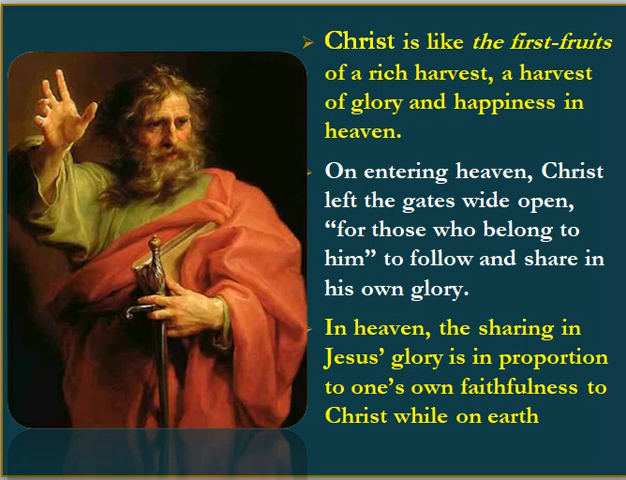 Christ is like the first-fruits
of a rich harvest, a harvest
of glory and happiness in
heaven.
On entering heaven, Christ
left the gates wide open,
“for those who belong to
him” to follow and share in
his own glory.
In heaven, the sharing in
Jesus’ glory is in proportion
to one’s own faithfulness to
Christ while on earth